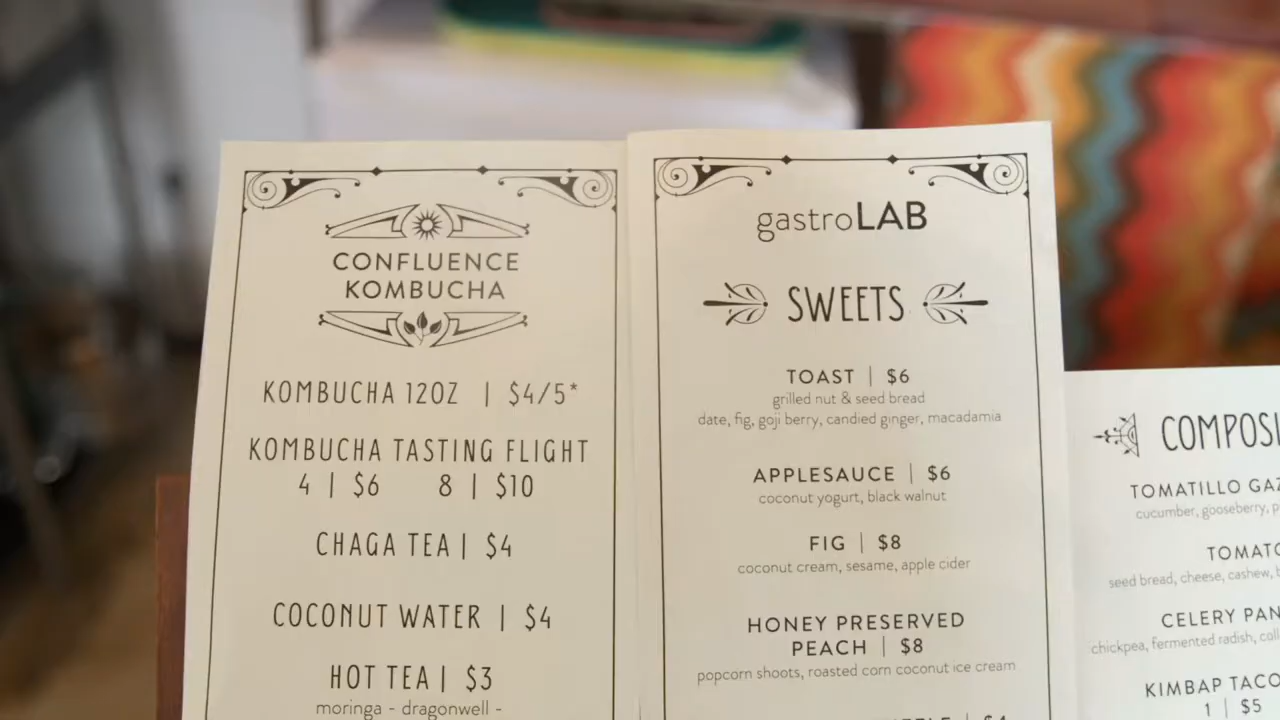 CONFLUENCE
KOMBUCHA
KOMBUCHA 12OZ | $4/5*
KOMBUCHA TASTING FLIGHT
4 | $6 8 | $10
CHAGA TEA | $4
COCONUT WATER | $4
HOT TEA | $3
moringa - dragonwell -
gastroLAB
SWEETS
TOAST | $6
grilled nut & seed bread
date, fig, goji berry, candied ginger, macadamia
APPLESAUCE | $6
coconut yogurt, black walnut
FIG | $8
coconut cream, sesame, apple cider
HONEY PRESERVED
PEACH | $8
popcorn shoots, roasted corn coconut ice cream
TOMATILLO
cucumber, gooseberry,
seed bread, cheese, cashew,
CELERY
chickpea, fermented radish,
KIMBAP TACO
1 | $5